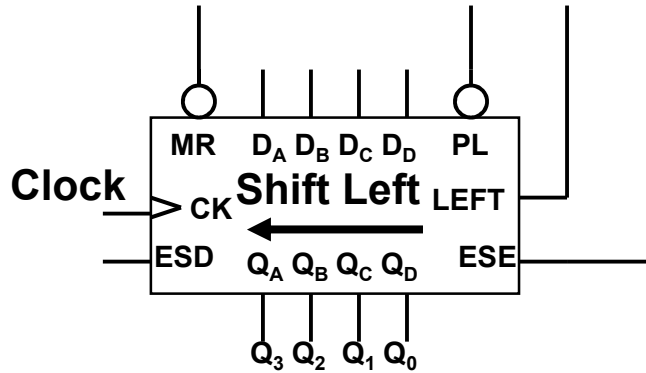 MR D_A D_B D_C D_D PL
Clock CK Shift Left LEFT
ESD Q_A Q_B Q_C Q_D ESE
Q_3 Q_2 Q_1 Q_0